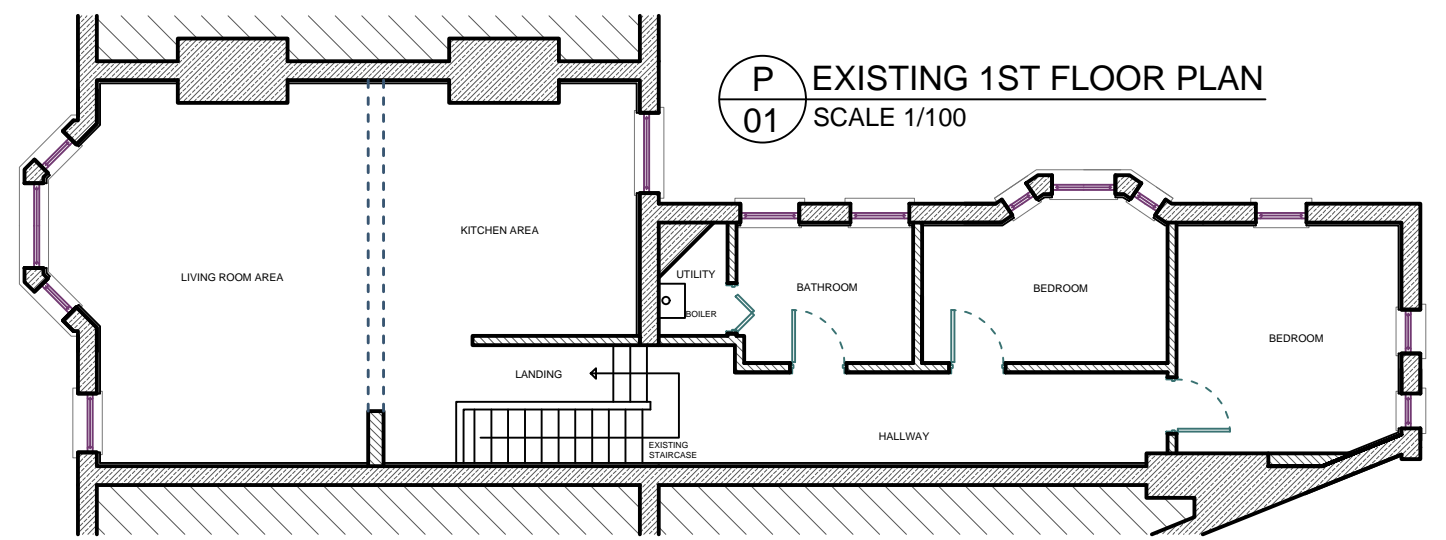 P
01
EXISTING 1ST FLOOR PLAN
SCALE 1/100
KITCHEN AREA
LIVING ROOM AREA
UTILITY
BOILER
BATHROOM
BEDROOM
BEDROOM
LANDING
HALLWAY
EXISTING
STAIRCASE